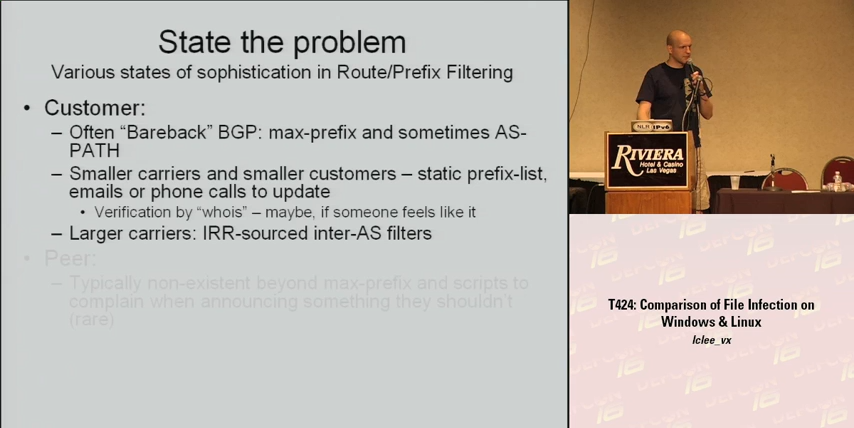 State the problem
Various states of sophistication in Route/Prefix Filtering
• Customer:
– Often “Bareback” BGP: max-prefix and sometimes AS-
PATH
– Smaller carriers and smaller customers – static prefix-list,
emails or phone calls to update
• Verification by “whois” – maybe, if someone feels like it
– Larger carriers: IRR-sourced inter-AS filters
• Peer:
– Typically non-existent beyond max-prefix and scripts to
complain when announcing something they shouldn't
(rare)
IPv6
RIVIERA
Hotel & Casino
Las Vegas
DEFCON 16
T424: Comparison of File Infection on
Windows & Linux
lclee_vx